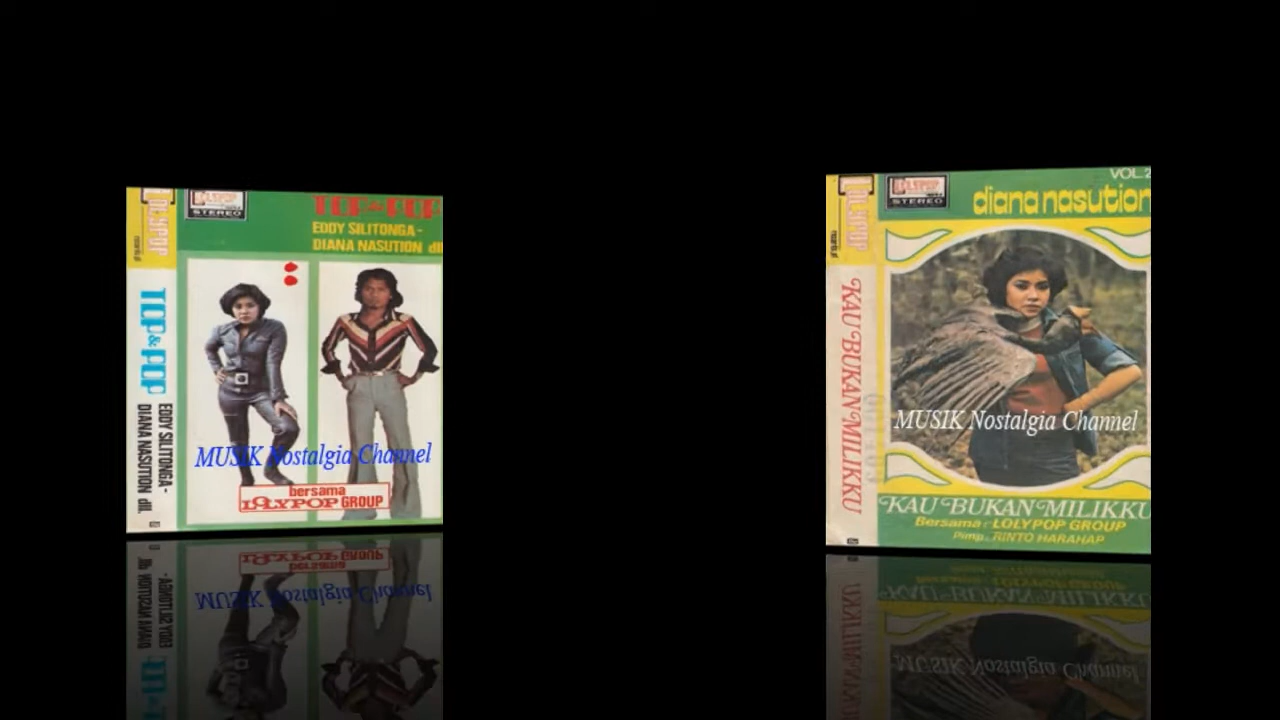 LOLYPOP
STEREO
TOP & POP
EDDY SILITONGA -
DIANA NASUTION dll
MUSIK Nostalgia Channel
bersama
LOLYPOP GROUP
LOLYPOP
TOP & POP
EDDY SILITONGA -
DIANA NASUTION dll.
VOL.2
LOLYPOP
STEREO
diana nasution
MUSIK Nostalgia Channel
KAU BUKAN MILIKKU
Bersama : LOLYPOP GROUP
Pimp. RINTO HARAHAP
LOLYPOP
KAU BUKAN MILIKKU